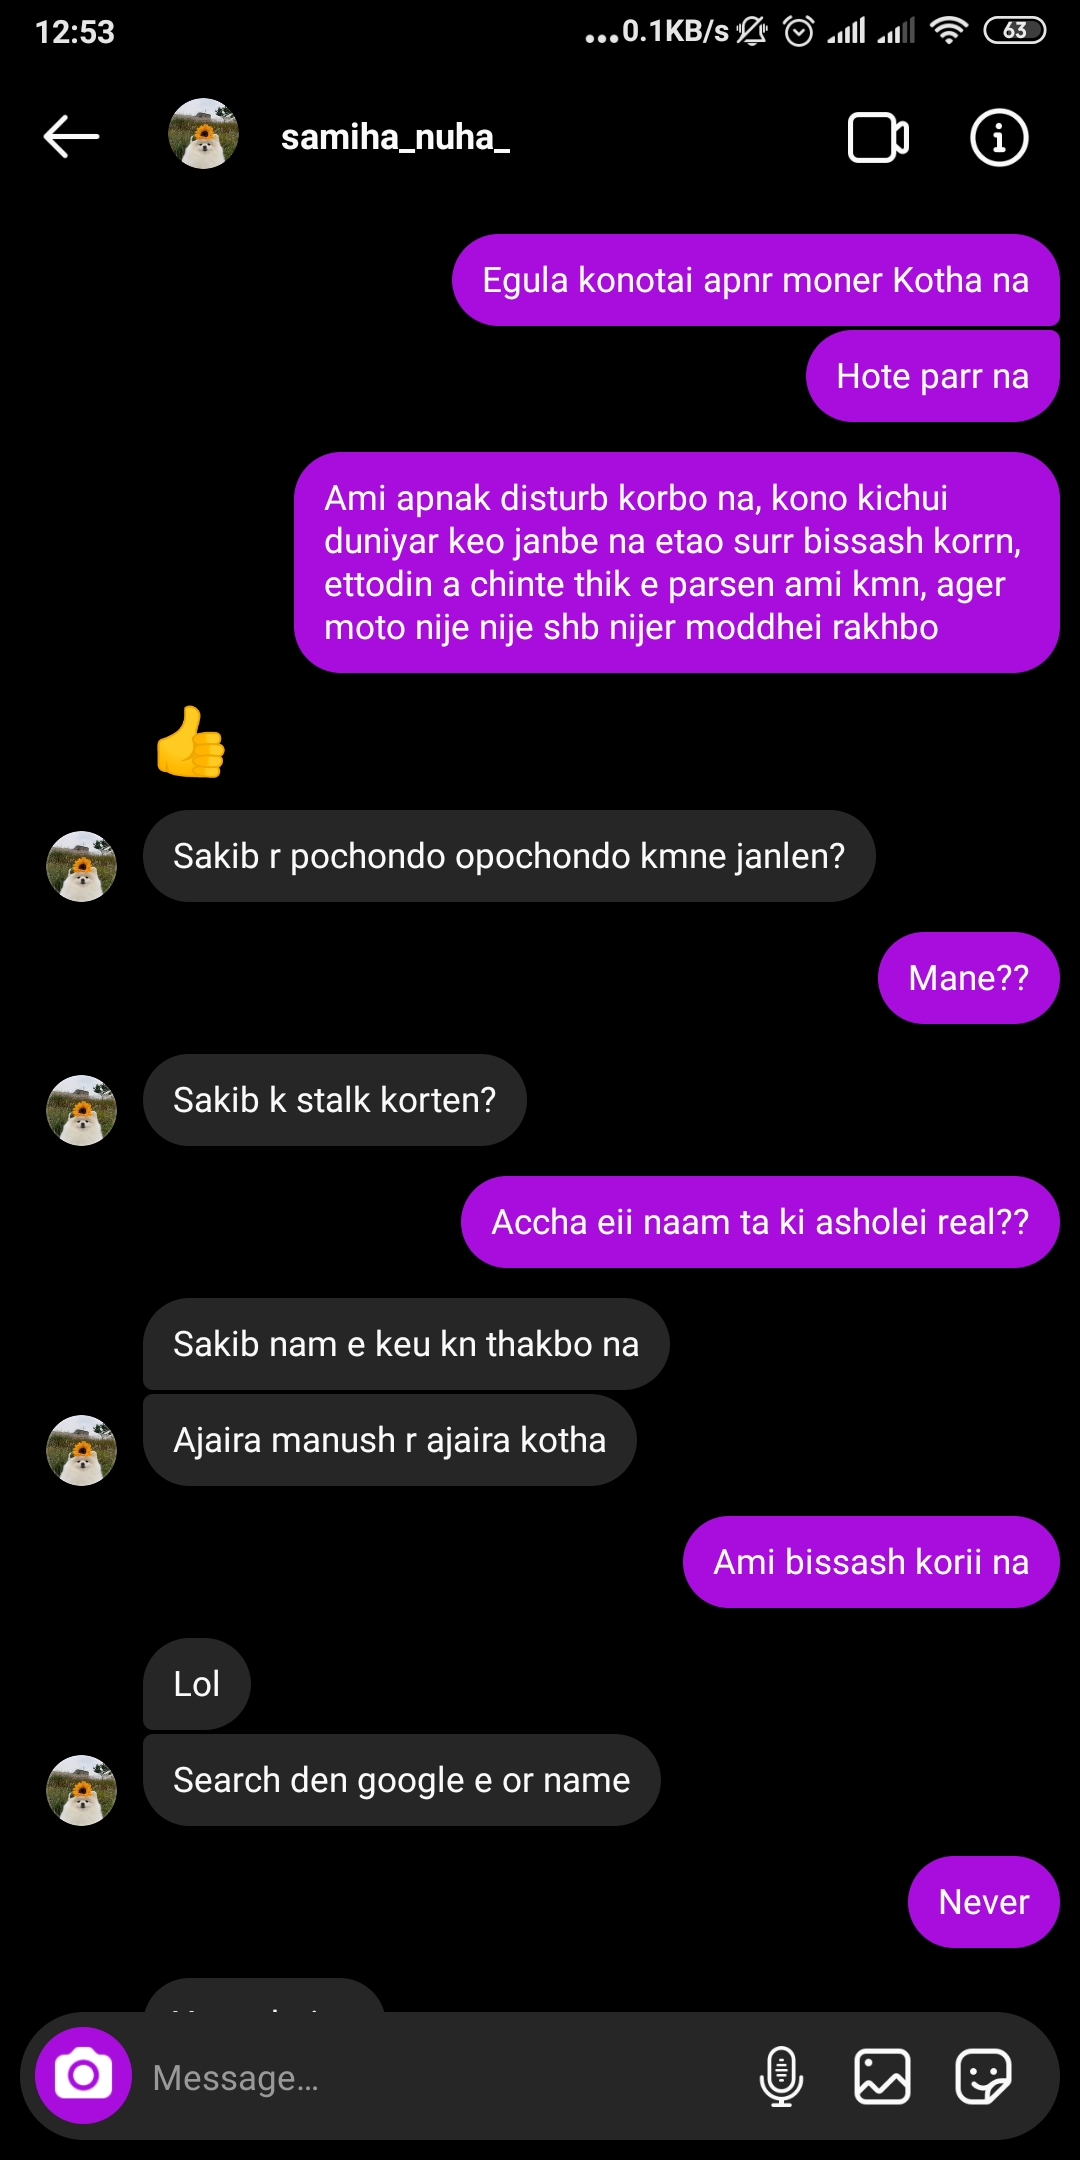 12:53
...0.1KB/s
63
samiha_nuha_
Egula konotai apnr moner Kotha na
Hote parr na
Ami apnak disturb korbo na, kono kichui
duniyar keo janbe na etao surr bissash korrn,
ettodin a chinte thik e parsen ami kmn, ager
moto nije nije shb nijer moddhei rakhbo
Sakib r pochondo opochondo kmne janlen?
Mane??
Sakib k stalk korten?
Accha eii naam ta ki asholei real??
Sakib nam e keu kn thakbo na
Ajaira manush r ajaira kotha
Ami bissash korii na
Lol
Search den google e or name
Never
Message...